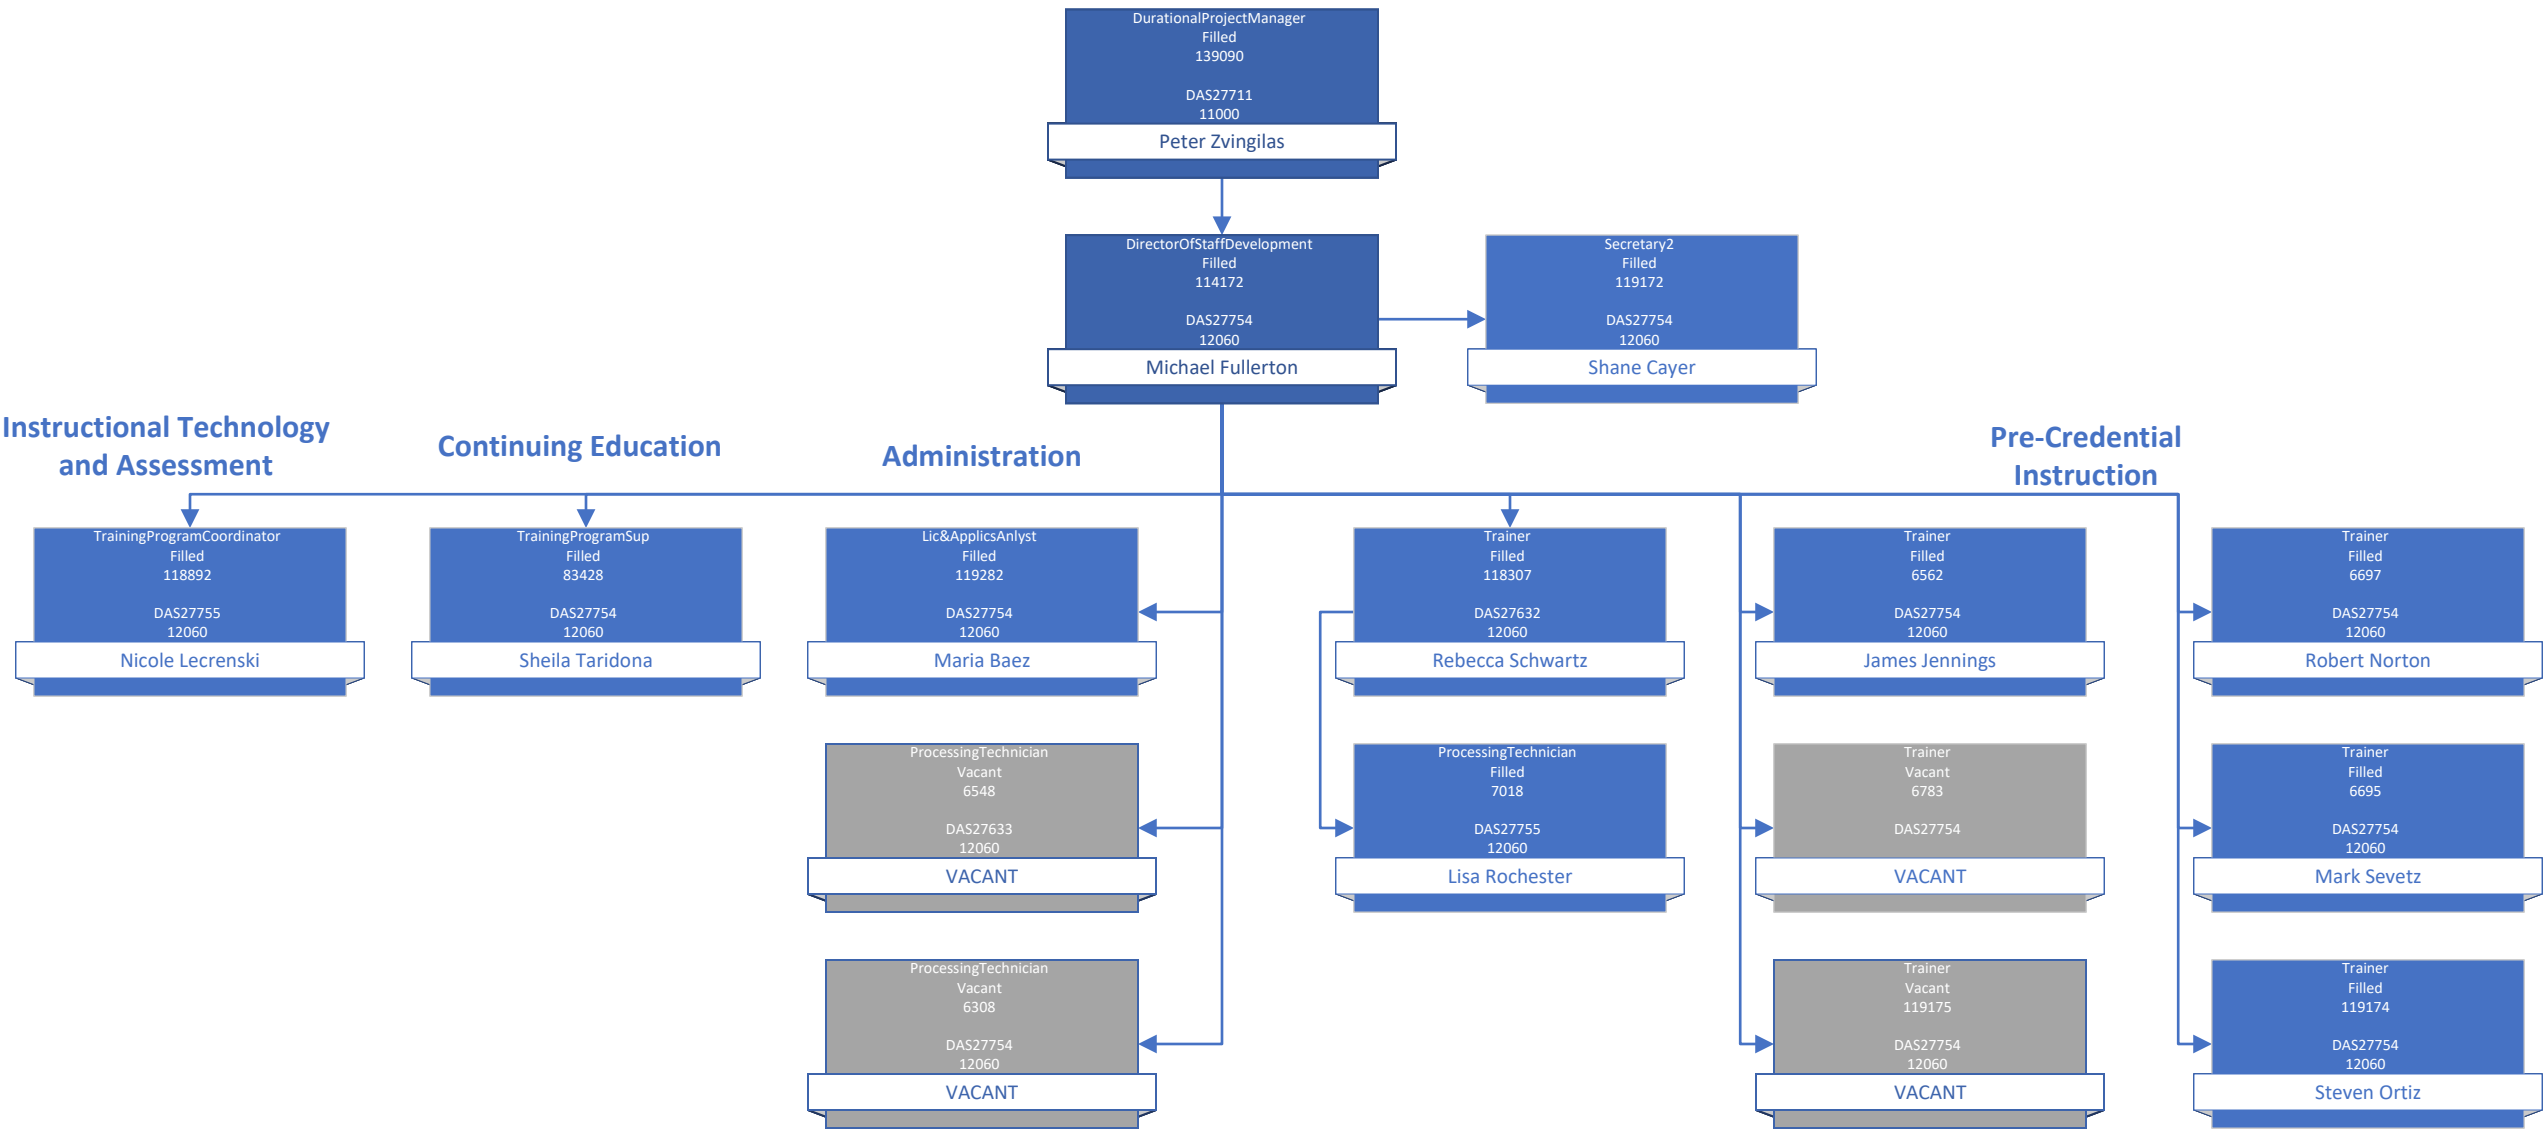 DurationalProjectManager
Filled
139090
DAS27711
11000
Peter Zvingilas
DirectorOfStaffDevelopment
Filled
114172
DAS27754
12060
Michael Fullerton
Secretary2
Filled
119172
DAS27754
12060
Shane Cayer
Instructional Technology
and Assessment
Continuing Education
Administration
Pre-Credential
Instruction
TrainingProgramCoordinator
Filled
118892
DAS27755
12060
Nicole Lecrenski
TrainingProgramSup
Filled
83428
DAS27754
12060
Sheila Taridona
Lic&ApplicsAnlyst
Filled
119282
DAS27754
12060
Maria Baez
Trainer
Filled
118307
DAS27632
12060
Rebecca Schwartz
Trainer
Filled
6562
DAS27754
12060
James Jennings
Trainer
Filled
6697
DAS27754
12060
Robert Norton
ProcessingTechnician
Vacant
6548
DAS27633
12060
VACANT
ProcessingTechnician
Filled
7018
DAS27755
12060
Lisa Rochester
Trainer
Vacant
6783
DAS27754
VACANT
Trainer
Filled
6695
DAS27754
12060
Mark Sevetz
ProcessingTechnician
Vacant
6308
DAS27754
12060
VACANT
Trainer
Vacant
119175
DAS27754
12060
VACANT
Trainer
Filled
119174
DAS27754
12060
Steven Ortiz